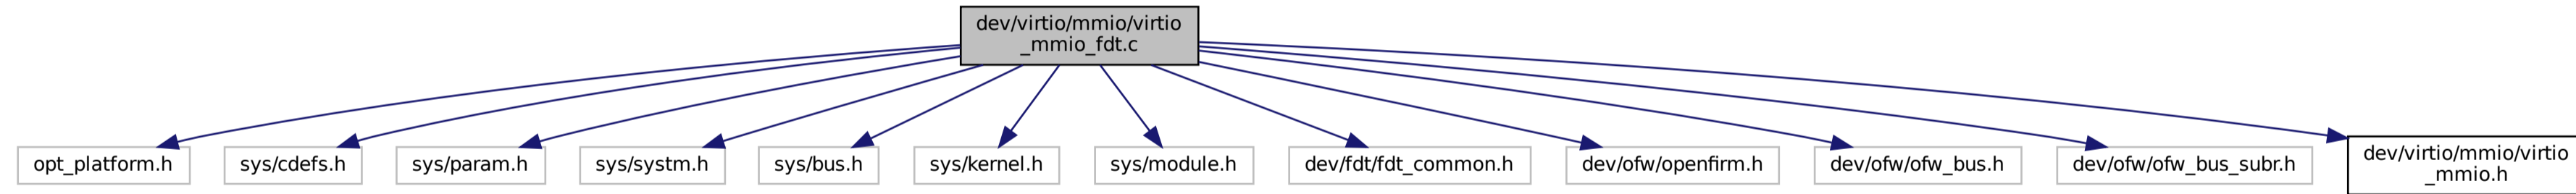 dev/virtio/mmio/virtio
_mmio_fdt.c
opt_platform.h
sys/cdefs.h
sys/param.h
sys/systm.h
sys/bus.h
sys/kernel.h
sys/module.h
dev/fdt/fdt_common.h
dev/ofw/openfirm.h
dev/ofw/ofw_bus.h
dev/ofw/ofw_bus_subr.h
dev/virtio/mmio/virtio
_mmio.h